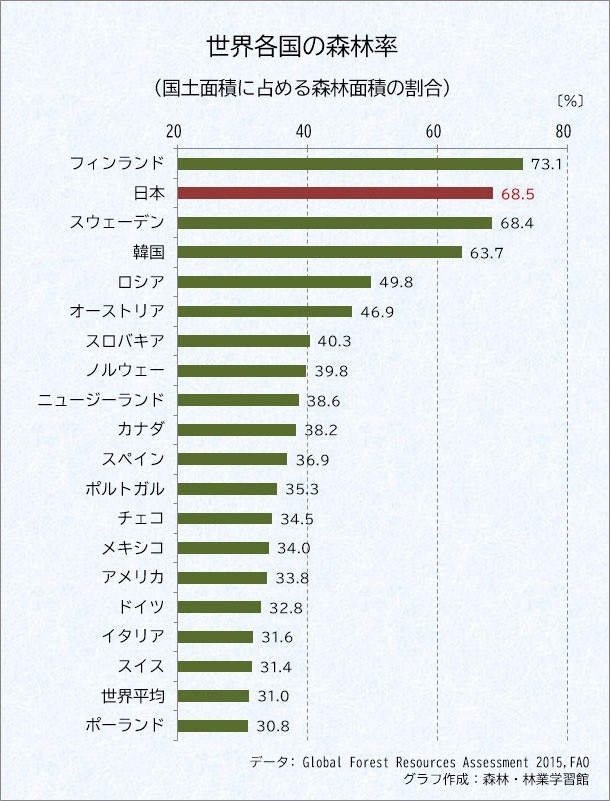 世界各国の森林率
（国土面積に占める森林面積の割合）
〔%〕
20 40 60 80
フィンランド 73.1
日本 68.5
スウェーデン 68.4
韓国 63.7
ロシア 49.8
オーストリア 46.9
スロバキア 40.3
ノルウェー 39.8
ニュージーランド 38.6
カナダ 38.2
スペイン 36.9
ポルトガル 35.3
チェコ 34.5
メキシコ 34.0
アメリカ 33.8
ドイツ 32.8
イタリア 31.6
スイス 31.4
世界平均 31.0
ポーランド 30.8
データ: Global Forest Resources Assessment 2015,FAO
グラフ作成：森林・林業学習館